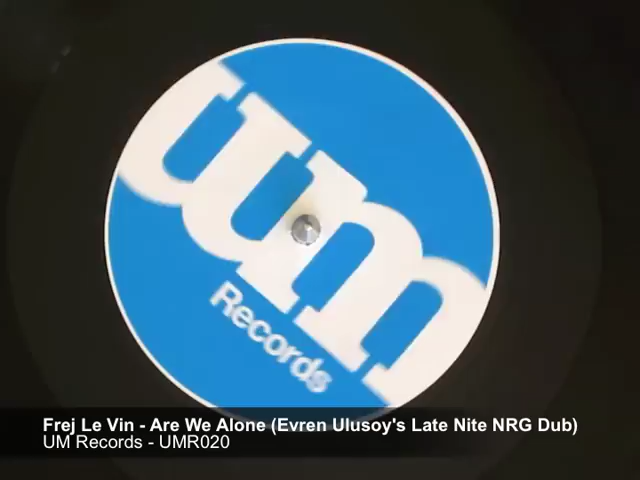 um
Records
Frej Le Vin - Are We Alone (Evren Ulusoy's Late Nite NRG Dub)
UM Records - UMR020